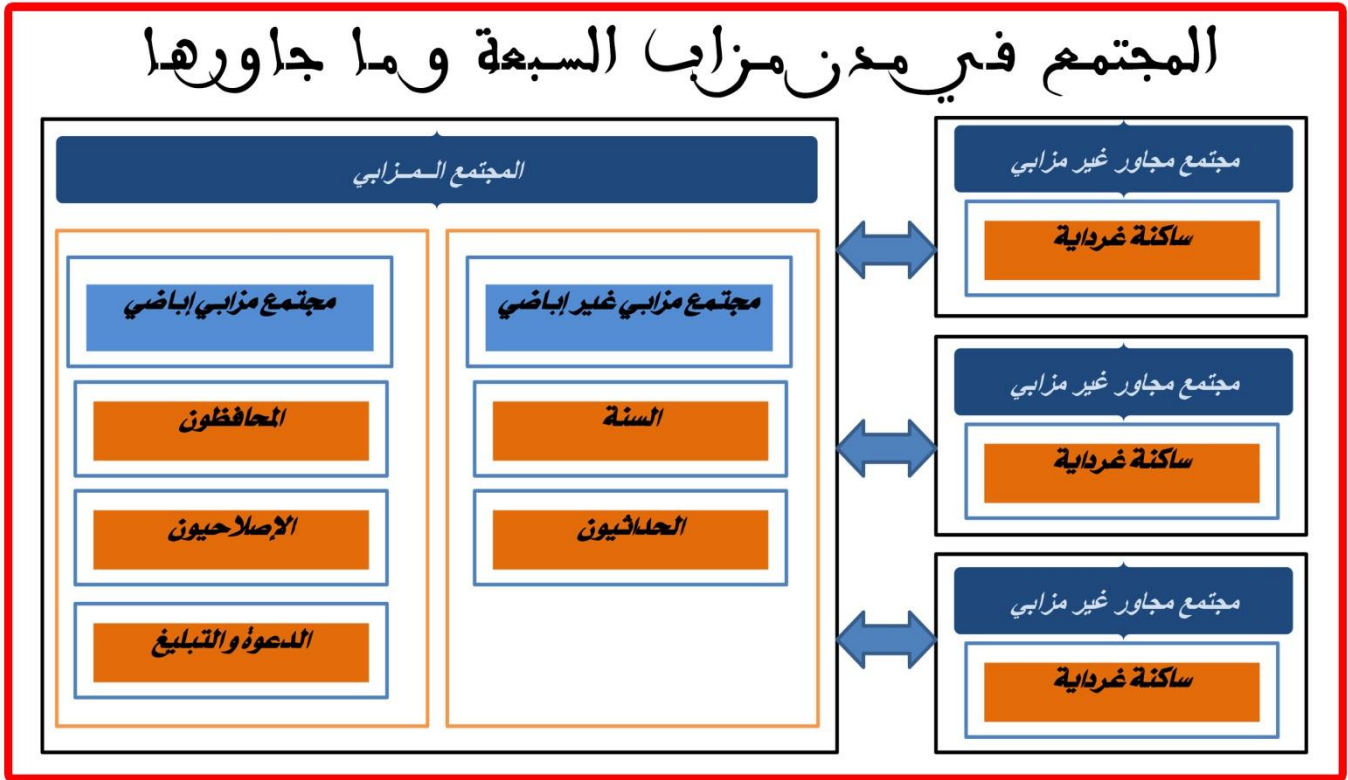 المجتمع في مدن مزاب السبعة و ما جاورها
مجتمع مجاور غير مزابي
ساكنة غرداية
مجتمع مجاور غير مزابي
ساكنة غرداية
مجتمع مجاور غير مزابي
ساكنة غرداية
المجتمع الـمـزابي
مجتمع مزابي غير إباضي
السنة
الحداثيون
مجتمع مزابي إباضي
المحافظون
الإصلاحيون
الدعوة والتبليغ